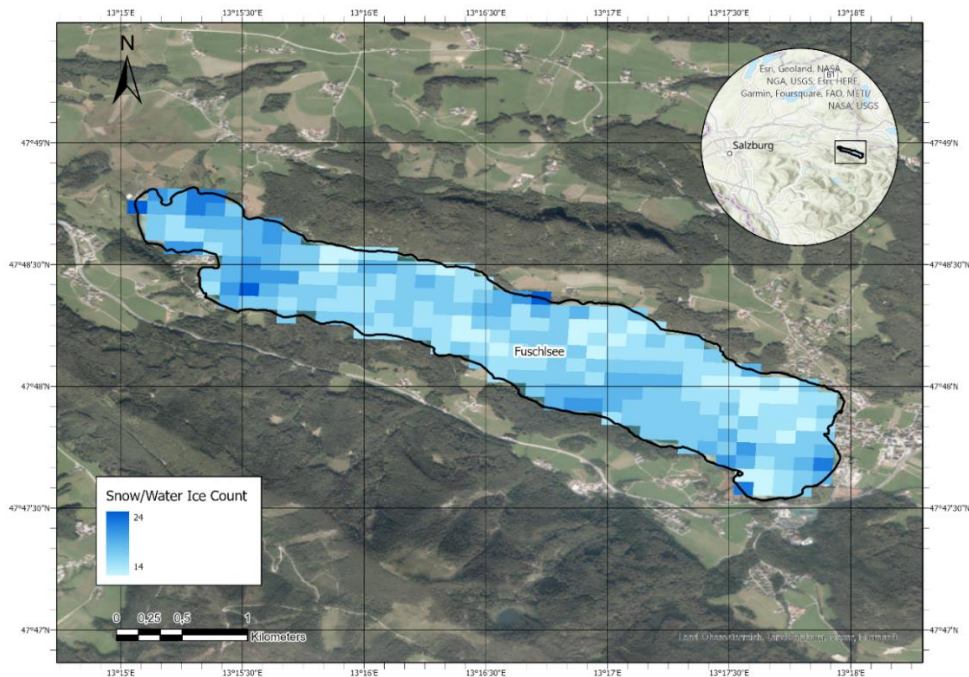 13°15'E
13°15'30"E
13°16'E
13°16'30"E
13°17'E
13°17'30"E
13°18'E
N
Esri, Geoland, NASA,
NGA, USGS; Esri, HERE,
Garmin, Foursquare, FAO, METI/
NASA, USGS
B1
Salzburg
47°49'N
47°49'N
47°48'30"N
47°48'30"N
Fuschlsee
47°48'N
47°48'N
Snow/Water Ice Count
24
14
47°47'30"N
47°47'30"N
0 0,25 0,5 1
Kilometers
47°47'N
47°47'N
13°15'E
13°15'30"E
13°16'E
13°16'30"E
13°17'E
13°17'30"E
13°18'E